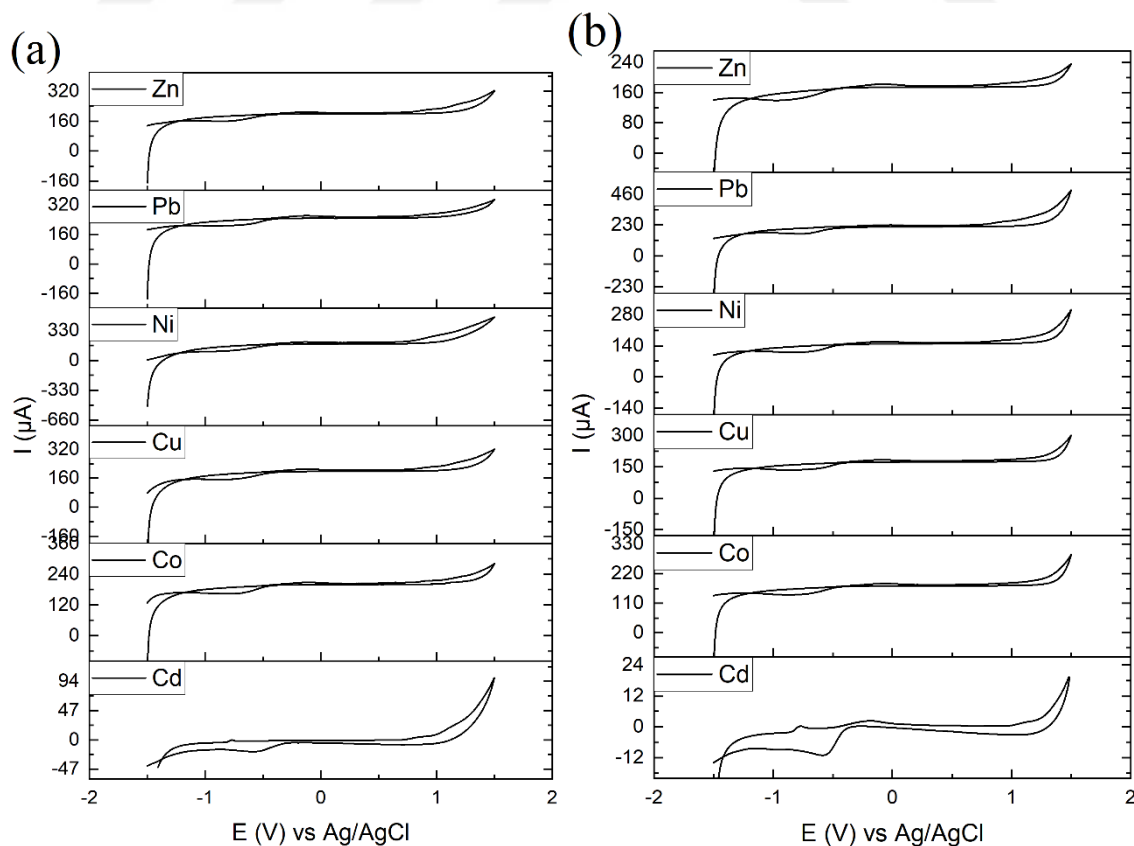 (a)
I (µA)
Zn
320
160
0
-160
Pb
320
160
0
-160
Ni
330
0
-330
-660
Cu
320
160
0
-160
Co
360
240
120
0
Cd
94
47
0
-47
-2 -1 0 1 2
E (V) vs Ag/AgCl
(b)
I (µA)
Zn
240
160
80
0
Pb
460
230
0
-230
Ni
280
140
0
-140
Cu
300
150
0
-150
Co
330
220
110
0
Cd
24
12
0
-12
-2 -1 0 1 2
E (V) vs Ag/AgCl